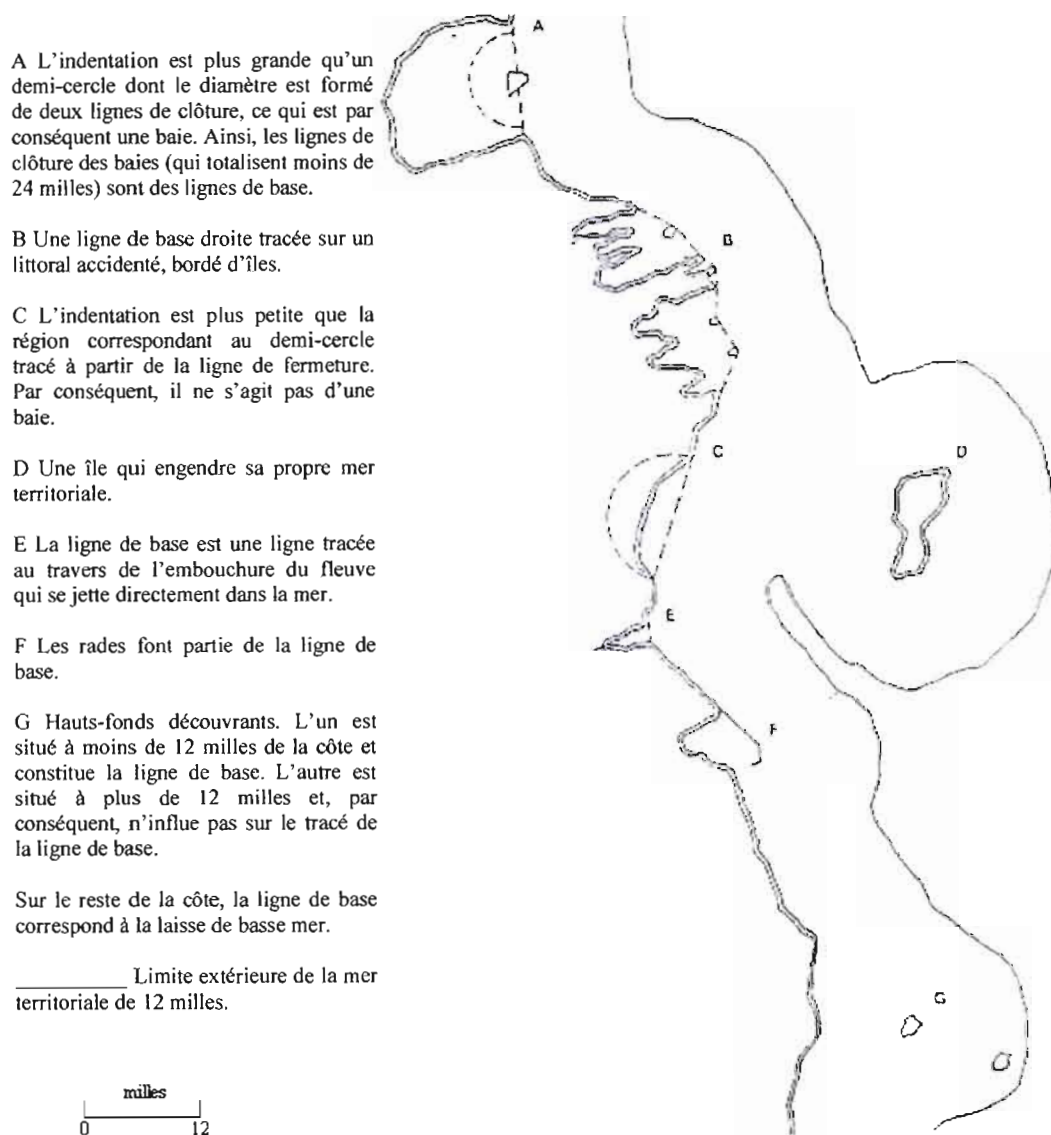 A L'indentation est plus grande qu'un
demi-cercle dont le diamètre est formé
de deux lignes de clôture, ce qui est par
conséquent une baie. Ainsi, les lignes de
clôture des baies (qui totalisent moins de
24 milles) sont des lignes de base.
B Une ligne de base droite tracée sur un
littoral accidenté, bordé d'îles.
C L'indentation est plus petite que la
région correspondant au demi-cercle
tracé à partir de la ligne de fermeture.
Par conséquent, il ne s'agit pas d'une
baie.
D Une île qui engendre sa propre mer
territoriale.
E La ligne de base est une ligne tracée
au travers de l'embouchure du fleuve
qui se jette directement dans la mer.
F Les rades font partie de la ligne de
base.
G Hauts-fonds découvrants. L'un est
situé à moins de 12 milles de la côte et
constitue la ligne de base. L'autre est
situé à plus de 12 milles et, par
conséquent, n'influe pas sur le tracé de
la ligne de base.
Sur le reste de la côte, la ligne de base
correspond à la laisse de basse mer.
_________ Limite extérieure de la mer
territoriale de 12 milles.
milles
0 12
A
B
C
D
E
F
G